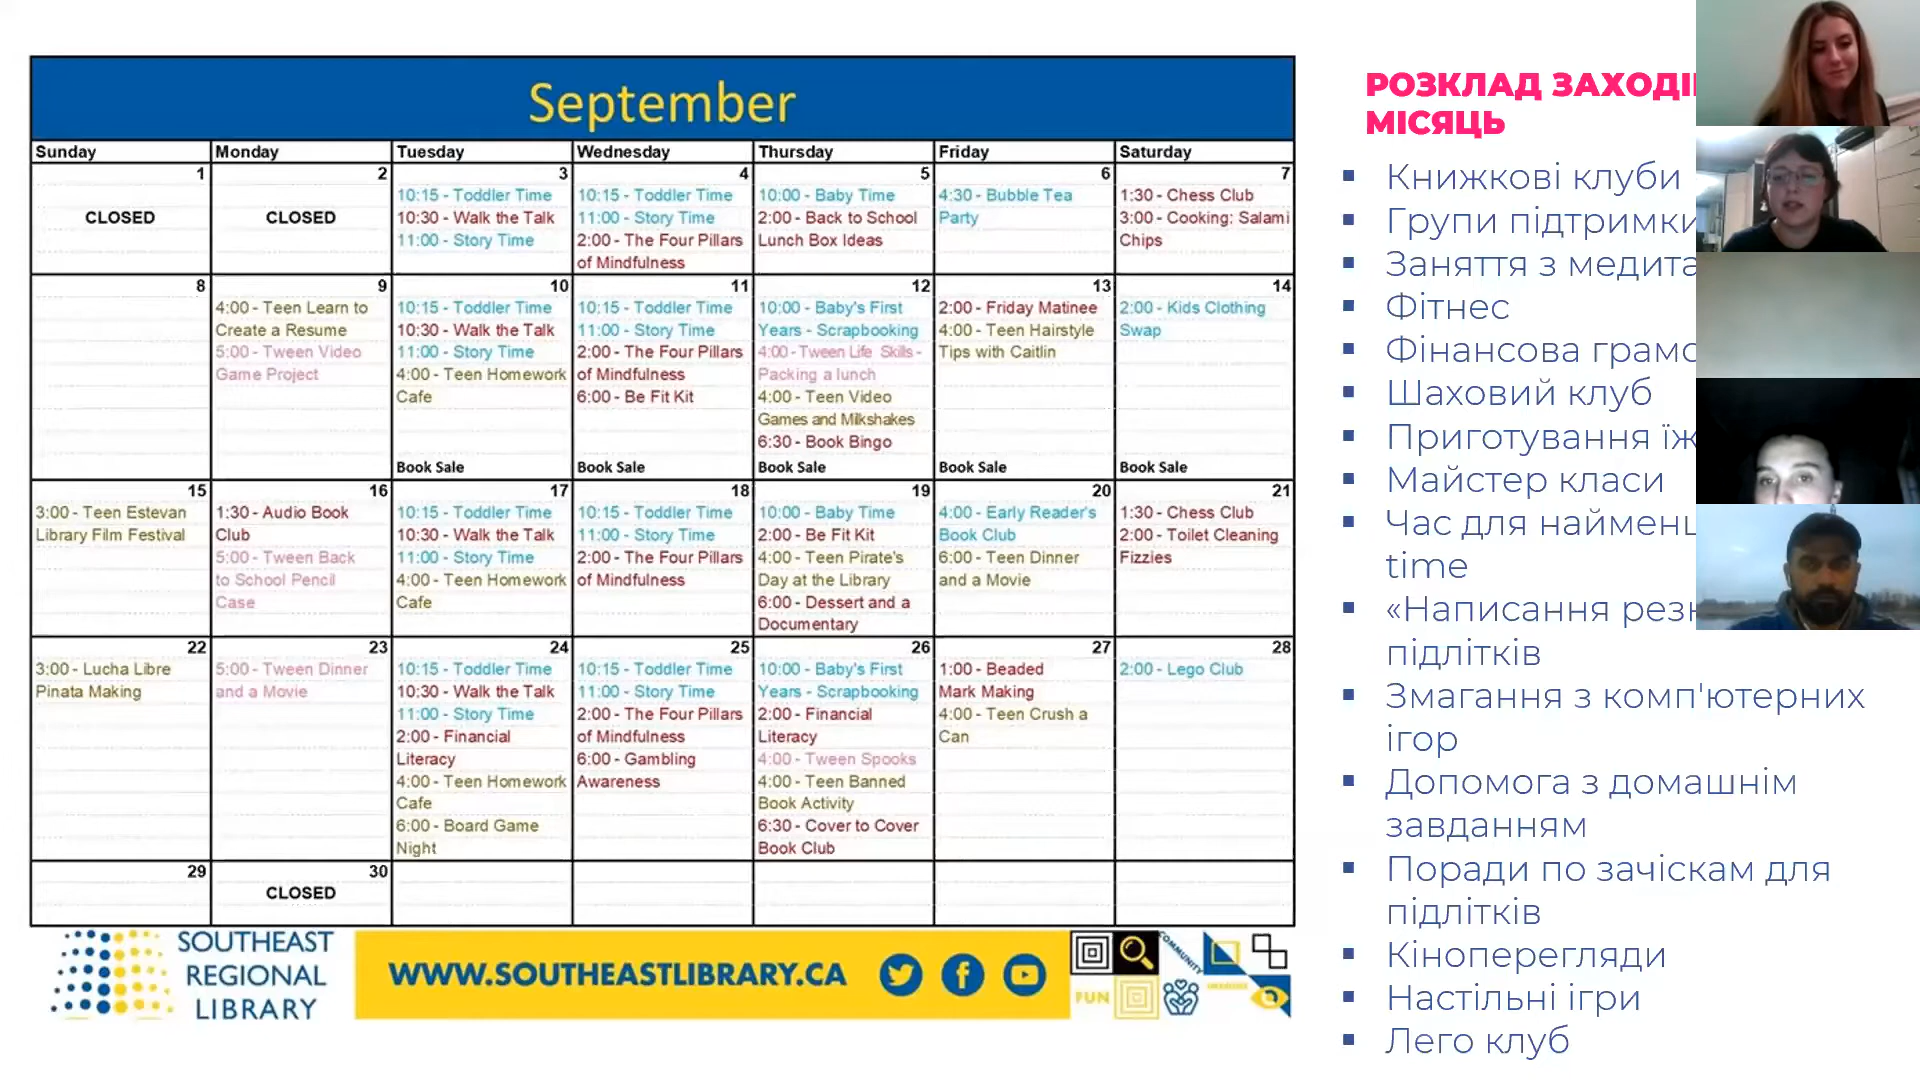 September
Sunday Monday Tuesday Wednesday Thursday Friday Saturday
1
CLOSED
2
CLOSED
3
10:15 - Toddler Time
10:30 - Walk the Talk
11:00 - Story Time
4
10:15 - Toddler Time
11:00 - Story Time
2:00 - The Four Pillars
of Mindfulness
5
10:00 - Baby Time
2:00 - Back to School
Lunch Box Ideas
6
4:30 - Bubble Tea
Party
7
1:30 - Chess Club
3:00 - Cooking: Salami
Chips
8
9
4:00 - Teen Learn to
Create a Resume
5:00 - Tween Video
Game Project
10
10:15 - Toddler Time
10:30 - Walk the Talk
11:00 - Story Time
4:00 - Teen Homework
Cafe
Book Sale
11
10:15 - Toddler Time
11:00 - Story Time
2:00 - The Four Pillars
of Mindfulness
6:00 - Be Fit Kit
Book Sale
12
10:00 - Baby's First
Years - Scrapbooking
4:00 - Tween Life Skills -
Packing a lunch
4:00 - Teen Video
Games and Milkshakes
6:30 - Book Bingo
Book Sale
13
2:00 - Friday Matinee
4:00 - Teen Hairstyle
Tips with Caitlin
Book Sale
14
2:00 - Kids Clothing
Swap
Book Sale
15
3:00 - Teen Estevan
Library Film Festival
16
1:30 - Audio Book
Club
5:00 - Tween Back
to School Pencil
Case
17
10:15 - Toddler Time
10:30 - Walk the Talk
11:00 - Story Time
4:00 - Teen Homework
Cafe
18
10:15 - Toddler Time
11:00 - Story Time
2:00 - The Four Pillars
of Mindfulness
19
10:00 - Baby Time
2:00 - Be Fit Kit
4:00 - Teen Pirate's
Day at the Library
6:00 - Dessert and a
Documentary
20
4:00 - Early Reader's
Book Club
6:00 - Teen Dinner
and a Movie
21
1:30 - Chess Club
2:00 - Toilet Cleaning
Fizzies
22
3:00 - Lucha Libre
Pinata Making
23
5:00 - Tween Dinner
and a Movie
24
10:15 - Toddler Time
10:30 - Walk the Talk
11:00 - Story Time
2:00 - Financial
Literacy
4:00 - Teen Homework
Cafe
6:00 - Board Game
Night
25
10:15 - Toddler Time
11:00 - Story Time
2:00 - The Four Pillars
of Mindfulness
6:00 - Gambling
Awareness
26
10:00 - Baby's First
Years - Scrapbooking
2:00 - Financial
Literacy
4:00 - Tween Spooks
4:00 - Teen Banned
Book Activity
6:30 - Cover to Cover
Book Club
27
1:00 - Beaded
Mark Making
4:00 - Teen Crush a
Can
28
2:00 - Lego Club
29
30
CLOSED
SOUTHEAST
REGIONAL
LIBRARY
WWW.SOUTHEASTLIBRARY.CA
COMMUNITY
FUN
РОЗКЛАД
МІСЯЦЬ
Книжкові клуби
Групи підтримки
Заняття з
Фітнес
Фінансова
Шаховий клуб
Приготування
Майстер класи
Час для
time
«Написання
підлітків
Змагання з комп'ютерних
ігор
Допомога з домашнім
завданням
Поради по зачіскам для
підлітків
Кіноперегляди
Настільні ігри
Лего клуб